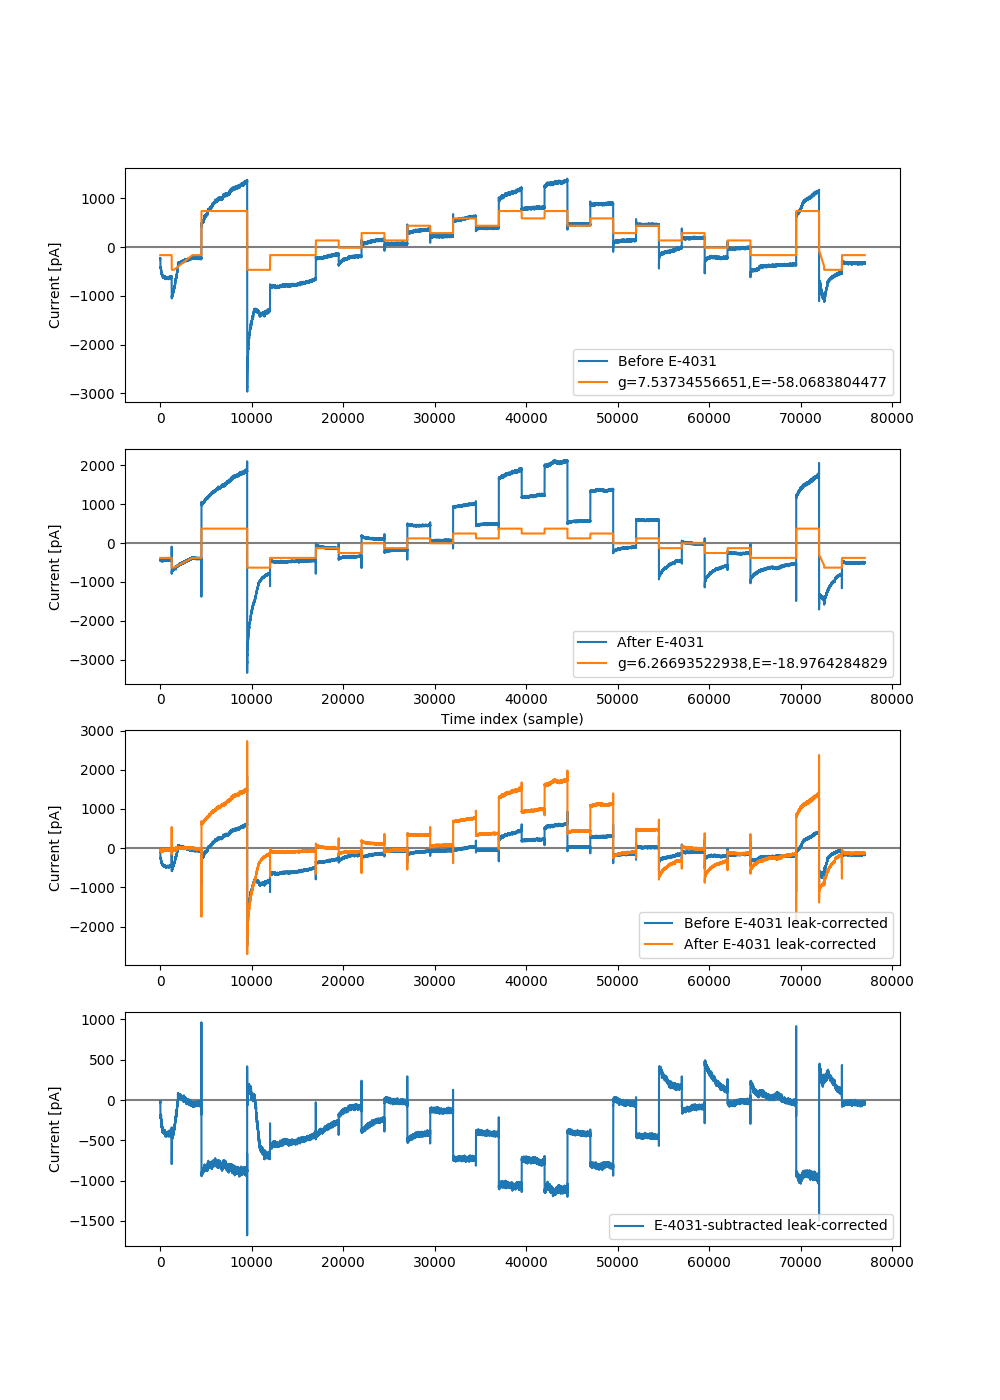 1000
0
−1000
−2000
−3000
Current [pA]
Before E-4031
g=7.53734556651,E=-58.0683804477
0 10000 20000 30000 40000 50000 60000 70000 80000
2000
1000
0
−1000
−2000
−3000
Current [pA]
After E-4031
g=6.26693522938,E=-18.9764284829
0 10000 20000 30000 40000 50000 60000 70000 80000
Time index (sample)
3000
2000
1000
0
−1000
−2000
Current [pA]
Before E-4031 leak-corrected
After E-4031 leak-corrected
0 10000 20000 30000 40000 50000 60000 70000 80000
1000
500
0
−500
−1000
−1500
Current [pA]
E-4031-subtracted leak-corrected
0 10000 20000 30000 40000 50000 60000 70000 80000